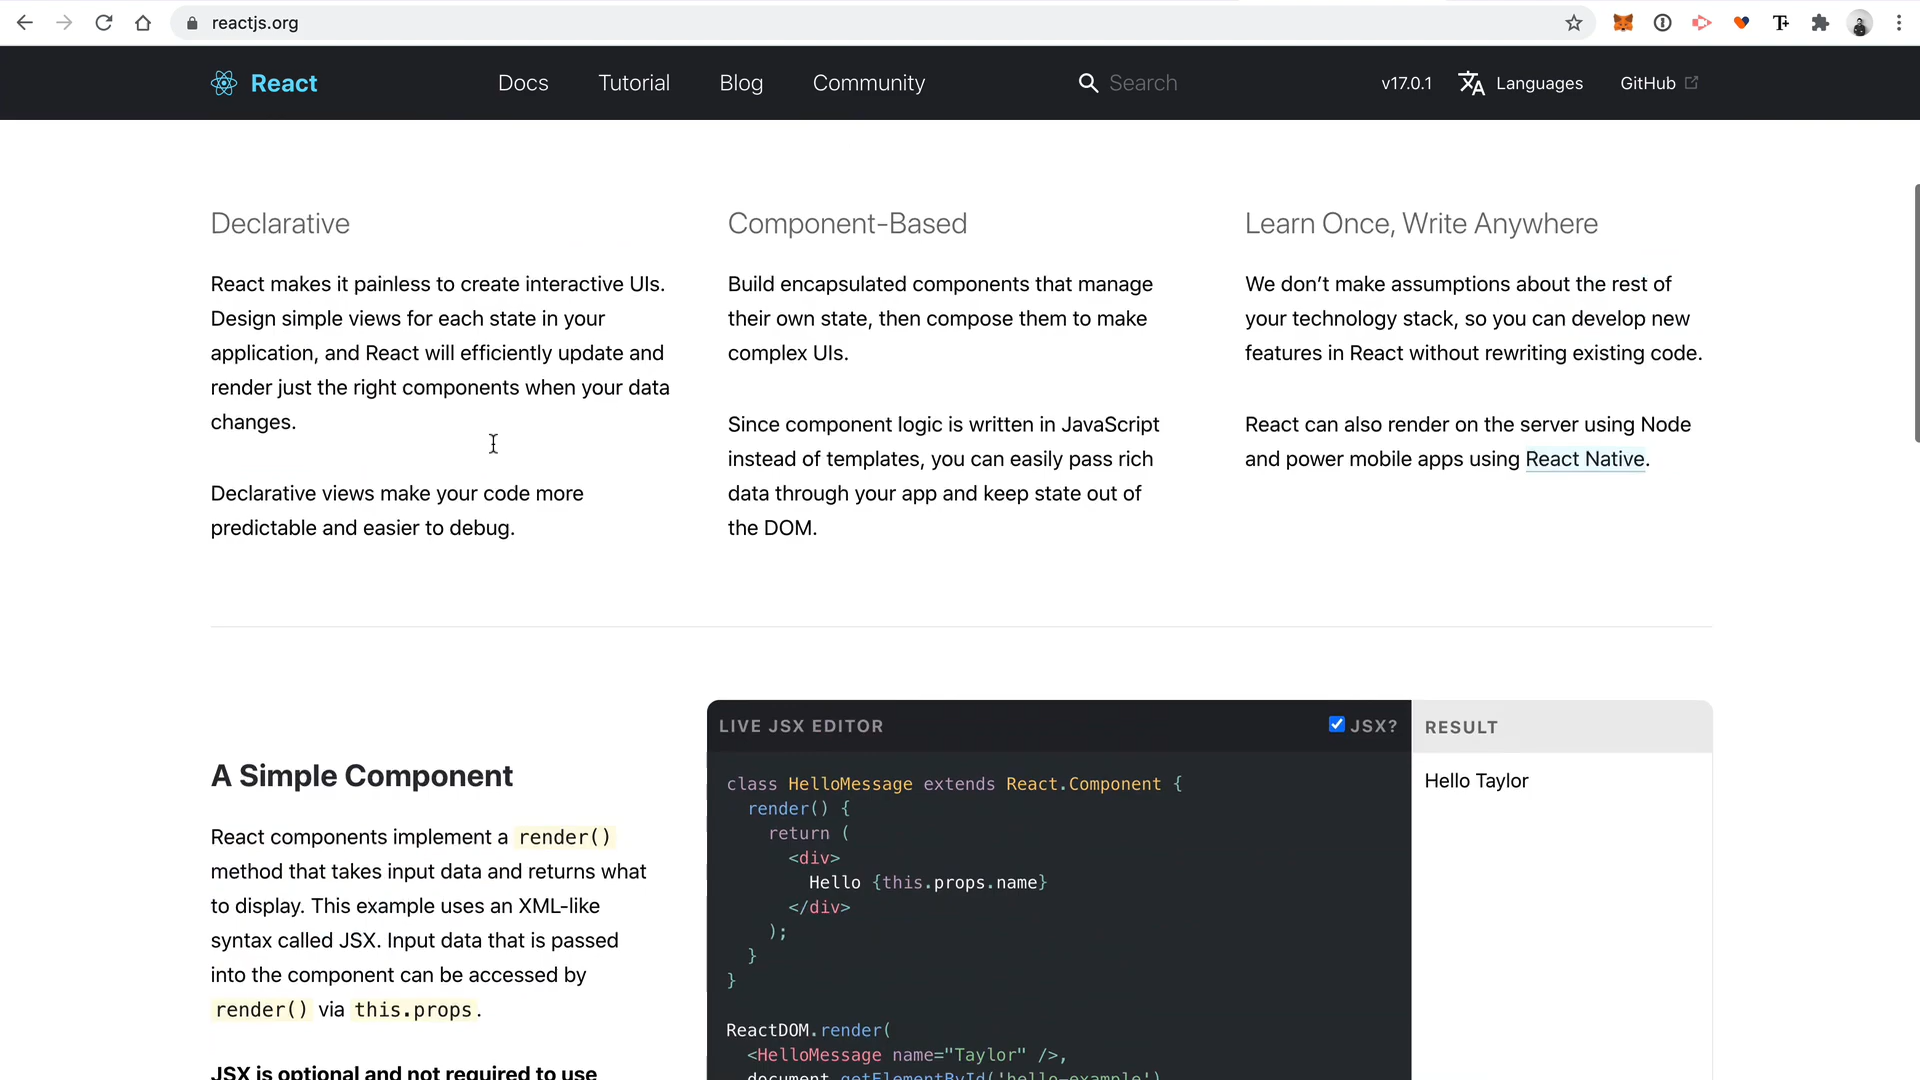 reactjs.org
React
Docs
Tutorial
Blog
Community
Search
v17.0.1
Languages
GitHub
Declarative
React makes it painless to create interactive UIs.
Design simple views for each state in your
application, and React will efficiently update and
render just the right components when your data
changes.
Declarative views make your code more
predictable and easier to debug.
Component-Based
Build encapsulated components that manage
their own state, then compose them to make
complex UIs.
Since component logic is written in JavaScript
instead of templates, you can easily pass rich
data through your app and keep state out of
the DOM.
Learn Once, Write Anywhere
We don’t make assumptions about the rest of
your technology stack, so you can develop new
features in React without rewriting existing code.
React can also render on the server using Node
and power mobile apps using React Native.
A Simple Component
React components implement a render()
method that takes input data and returns what
to display. This example uses an XML-like
syntax called JSX. Input data that is passed
into the component can be accessed by
render() via this.props.
JSX is optional and not required to use
LIVE JSX EDITOR
JSX?
class HelloMessage extends React.Component {
render() {
return (
<div>
Hello {this.props.name}
</div>
);
}
}
ReactDOM.render(
<HelloMessage name="Taylor" />,
document.getElementById('hello-example')
RESULT
Hello Taylor